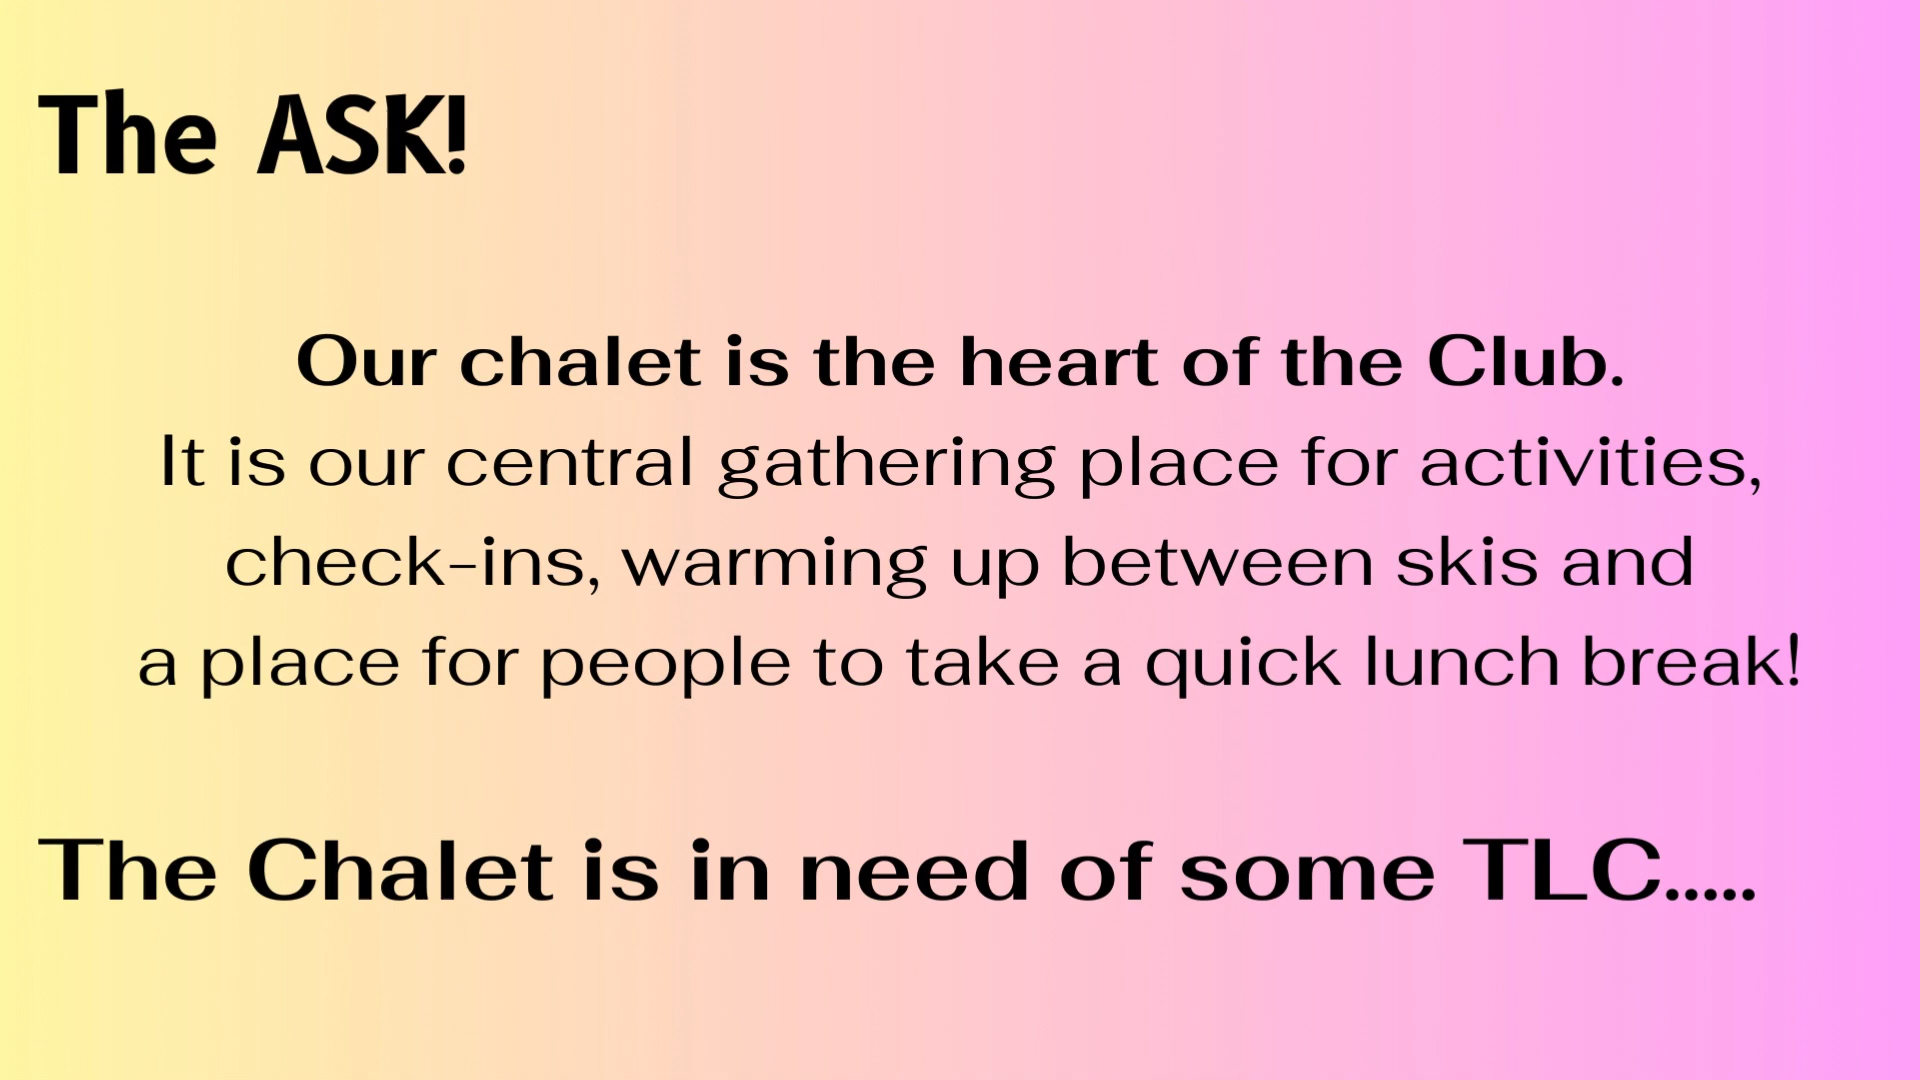 The ASK!
Our chalet is the heart of the Club.
It is our central gathering place for activities,
check-ins, warming up between skis and
a place for people to take a quick lunch break!
The Chalet is in need of some TLC.....